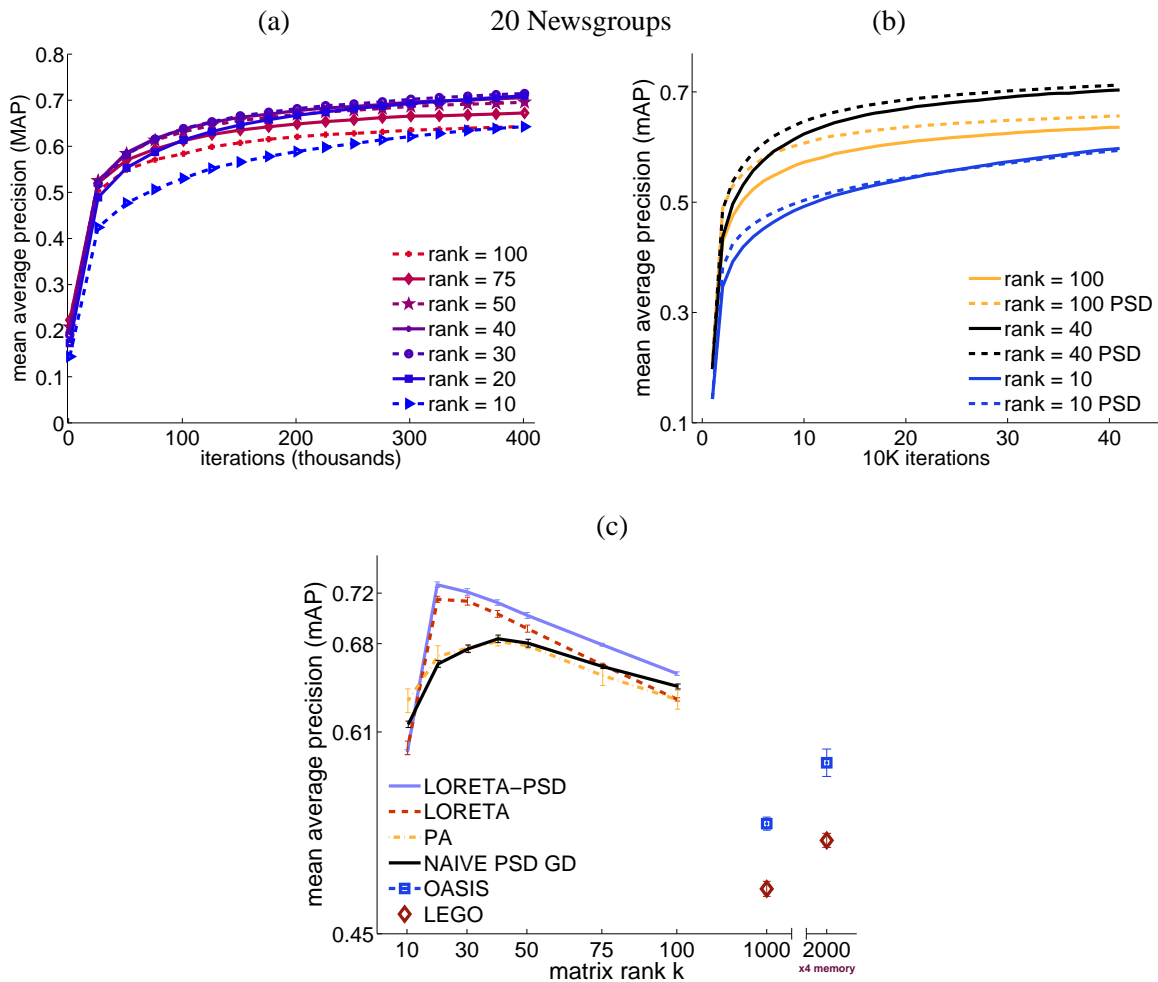 (a)
20 Newsgroups
(b)
mean average precision (MAP)
0.8
0.7
0.6
0.5
0.4
0.3
0.2
0.1
0
rank = 100
rank = 75
rank = 50
rank = 40
rank = 30
rank = 20
rank = 10
0 100 200 300 400
iterations (thousands)
mean average precision (mAP)
0.7
0.5
0.3
0.1
rank = 100
rank = 100 PSD
rank = 40
rank = 40 PSD
rank = 10
rank = 10 PSD
0 10 20 30 40
10K iterations
(c)
mean average precision (mAP)
0.72
0.68
0.61
0.45
LORETA-PSD
LORETA
PA
NAIVE PSD GD
OASIS
LEGO
10 30 50 75 100 1000 2000
x4 memory
matrix rank k